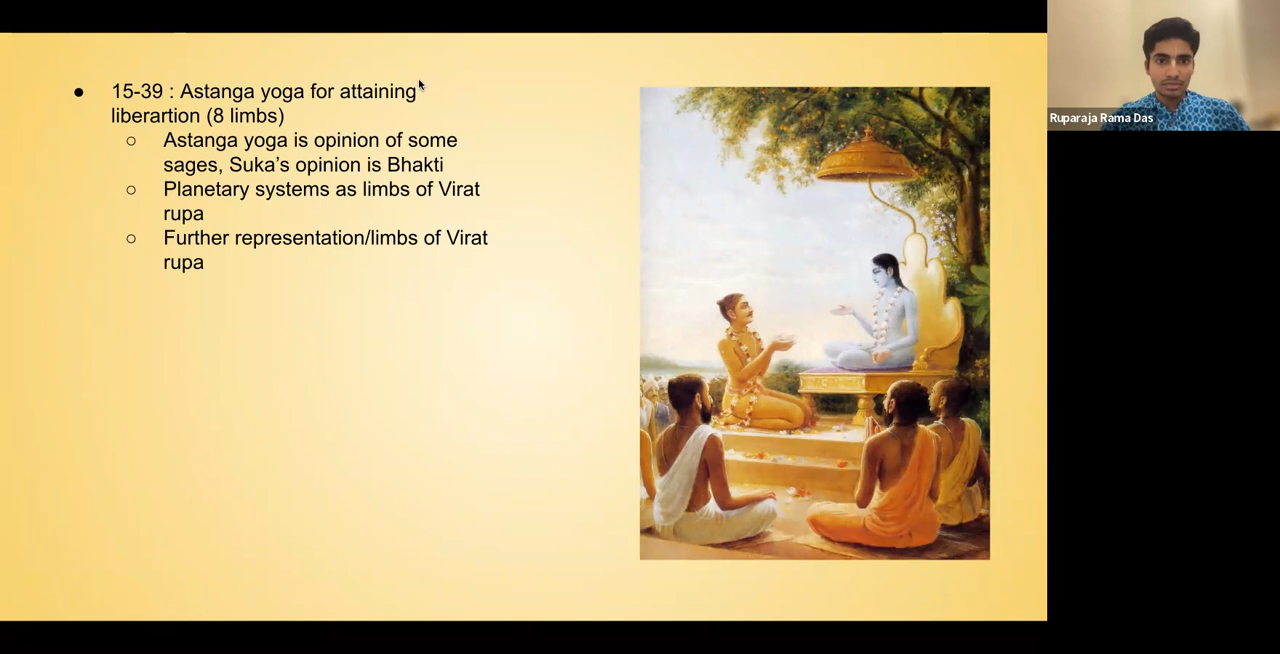 ● 15-39 : Astanga yoga for attaining
liberartion (8 limbs)
○ Astanga yoga is opinion of some
sages, Suka’s opinion is Bhakti
○ Planetary systems as limbs of Virat
rupa
○ Further representation/limbs of Virat
rupa
Ruparaja Rama Das